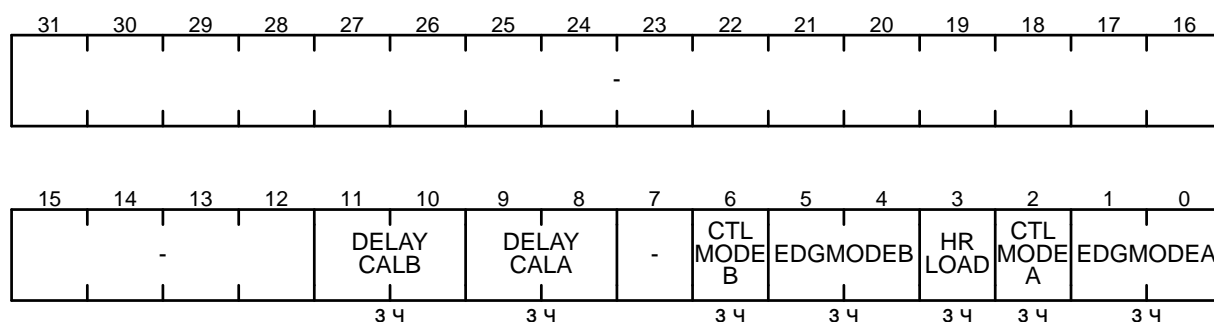 31 30 29 28 27 26 25 24 23 22 21 20 19 18 17 16
-
15 14 13 12 11 10 9 8 7 6 5 4 3 2 1 0
- DELAY CALB DELAY CALA - CTL MODE B EDGMODEB HR LOAD CTL MODE A EDGMODEA
з ч з ч з ч з ч з ч з ч з ч